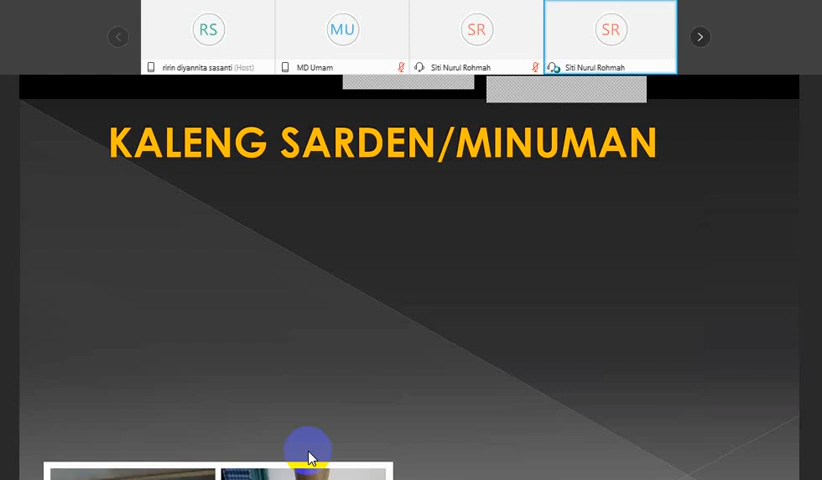 RS
MU
SR
SR
ririn diyannita sasanti (Host)
MD Umam
Siti Nurul Rohmah
Siti Nurul Rohmah
KALENG SARDEN/MINUMAN